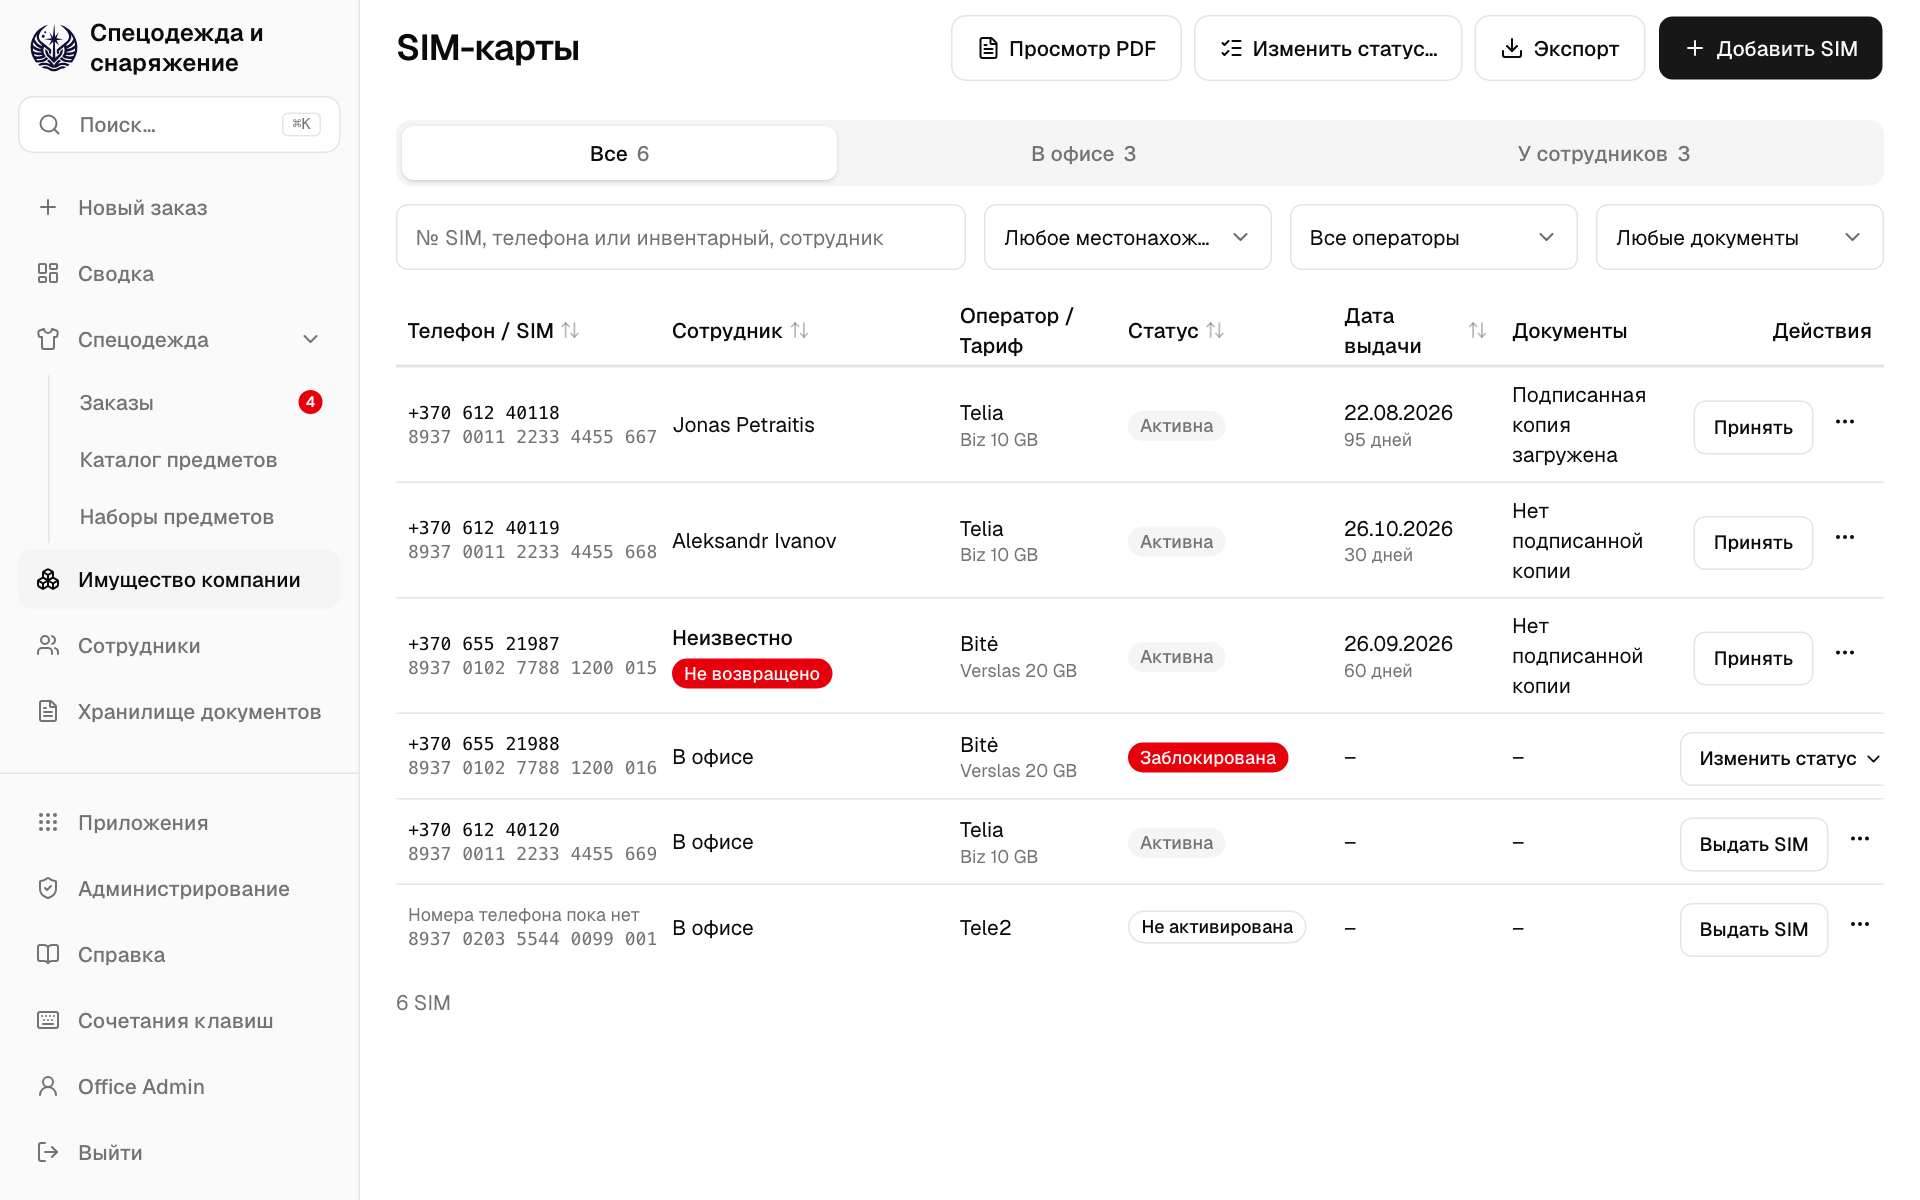 Спецодежда и
снаряжение
Поиск...
⌘K
Новый заказ
Сводка
Спецодежда
Заказы
4
Каталог предметов
Наборы предметов
Имущество компании
Сотрудники
Хранилище документов
Приложения
Администрирование
Справка
Сочетания клавиш
Office Admin
Выйти
SIM-карты
Просмотр PDF
Изменить статус...
Экспорт
Добавить SIM
Все 6
В офисе 3
У сотрудников 3
№ SIM, телефона или инвентарный, сотрудник
Любое местонахож...
Все операторы
Любые документы
Телефон / SIM
Сотрудник
Оператор /
Тариф
Статус
Дата
выдачи
Документы
Действия
+370 612 40118
8937 0011 2233 4455 667
Jonas Petraitis
Telia
Biz 10 GB
Активна
22.08.2026
95 дней
Подписанная
копия
загружена
Принять
+370 612 40119
8937 0011 2233 4455 668
Aleksandr Ivanov
Telia
Biz 10 GB
Активна
26.10.2026
30 дней
Нет
подписанной
копии
Принять
+370 655 21987
8937 0102 7788 1200 015
Неизвестно
Не возвращено
Bitė
Verslas 20 GB
Активна
26.09.2026
60 дней
Нет
подписанной
копии
Принять
+370 655 21988
8937 0102 7788 1200 016
В офисе
Bitė
Verslas 20 GB
Заблокирована
–
–
Изменить статус
+370 612 40120
8937 0011 2233 4455 669
В офисе
Telia
Biz 10 GB
Активна
–
–
Выдать SIM
Номера телефона пока нет
8937 0203 5544 0099 001
В офисе
Tele2
Не активирована
–
–
Выдать SIM
6 SIM